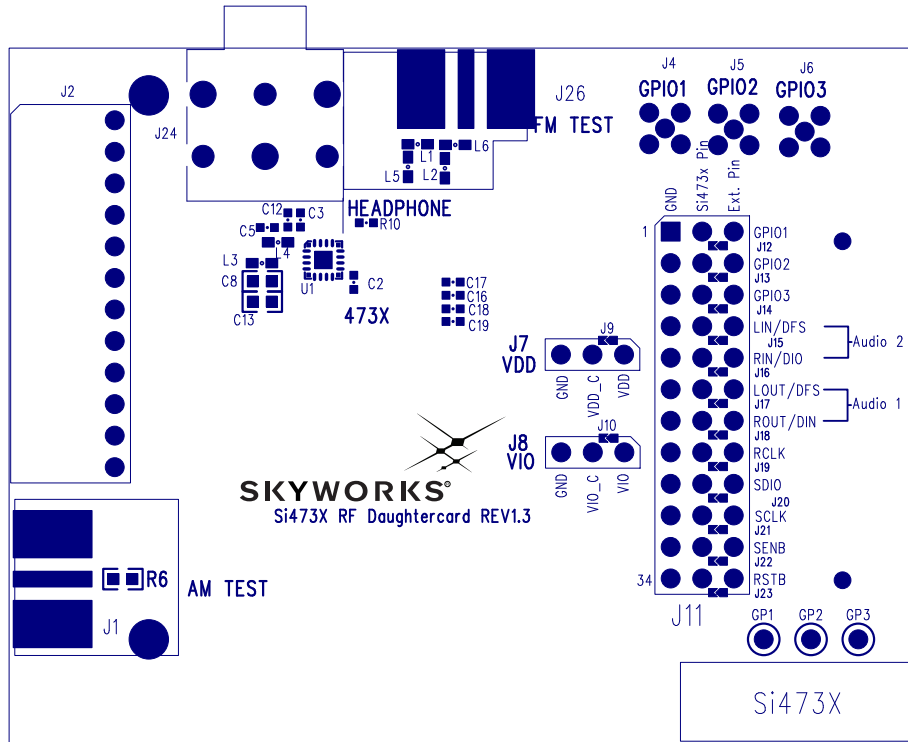 J2
J24
J26
FM TEST
J4
GPIO1
J5
GPIO2
J6
GPIO3
L1
L6
L5
L2
HEADPHONE
C12
C3
C5
R10
L4
L3
U1
C8
C2
C13
473X
C17
C16
C18
C19
GND
Si473x Pin
Ext. Pin
1
GPIO1
J12
GPIO2
J13
GPIO3
J14
LIN/DFS
J15
Audio 2
RIN/DIO
J16
LOUT/DFS
J17
Audio 1
ROUT/DIN
J18
RCLK
J19
SDIO
J20
SCLK
J21
SENB
J22
34
RSTB
J23
J11
J9
J7
VDD
GND
VDD_C
VDD
J10
J8
VIO
GND
VIO_C
VIO
SKYWORKS®
Si473X RF Daughtercard REV1.3
R6
AM TEST
J1
GP1
GP2
GP3
Si473X